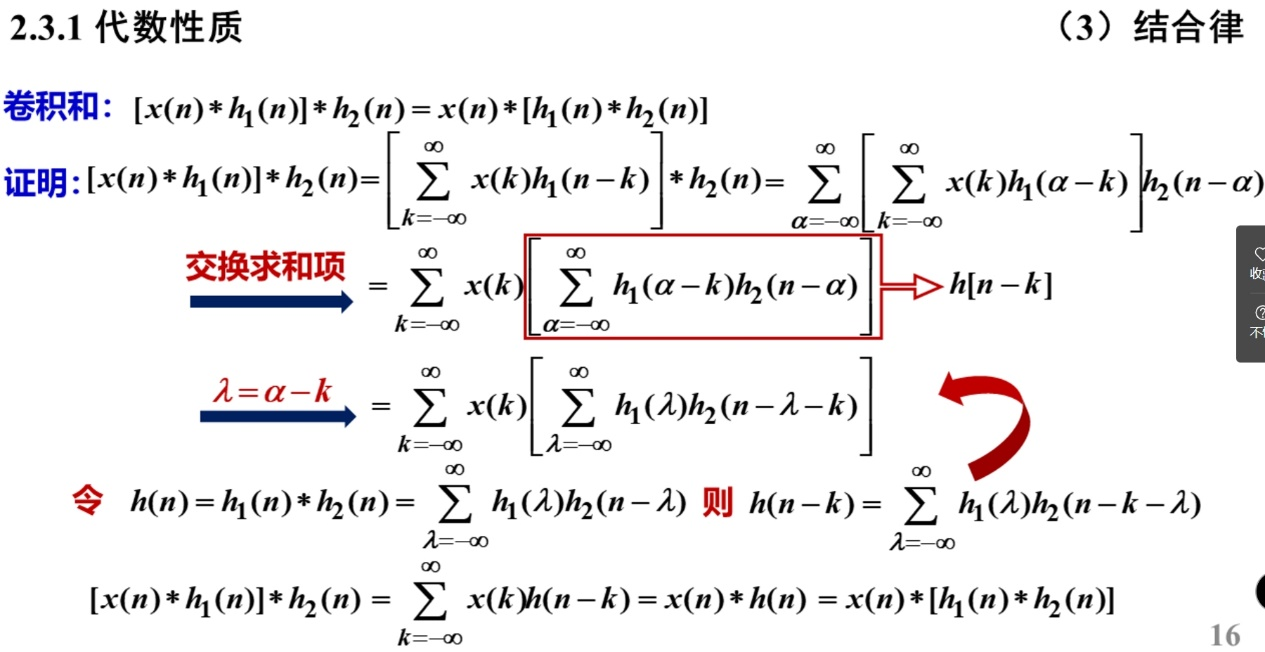 2.3.1 代数性质 (3)结合律
卷积和: [x(n)*h₁(n)]*h₂(n)=x(n)*[h₁(n)*h₂(n)]
证明:[x(n)*h₁(n)]*h₂(n)=[∑_{k=-∞}^{∞} x(k)h₁(n-k)]*h₂(n)=∑_{α=-∞}^{∞}[∑_{k=-∞}^{∞} x(k)h₁(α-k)]h₂(n-α)
交换求和项 =∑_{k=-∞}^{∞} x(k)[∑_{α=-∞}^{∞} h₁(α-k)h₂(n-α)] h[n-k]
λ=α-k =∑_{k=-∞}^{∞} x(k)[∑_{λ=-∞}^{∞} h₁(λ)h₂(n-λ-k)]
令 h(n)=h₁(n)*h₂(n)=∑_{λ=-∞}^{∞} h₁(λ)h₂(n-λ) 则 h(n-k)=∑_{λ=-∞}^{∞} h₁(λ)h₂(n-k-λ)
[x(n)*h₁(n)]*h₂(n)=∑_{k=-∞}^{∞} x(k)h(n-k)=x(n)*h(n)=x(n)*[h₁(n)*h₂(n)]
16